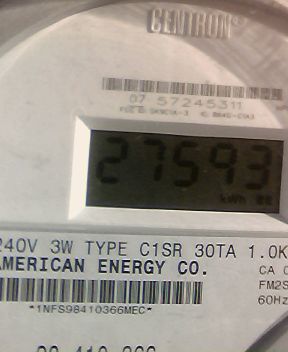 CENTRON®
07 57245311
27593
kWh
240V 3W TYPE C1SR 30TA 1.0K
AMERICAN ENERGY CO.
CA 0
FM2S
60Hz
*1NFS98410366MEC*